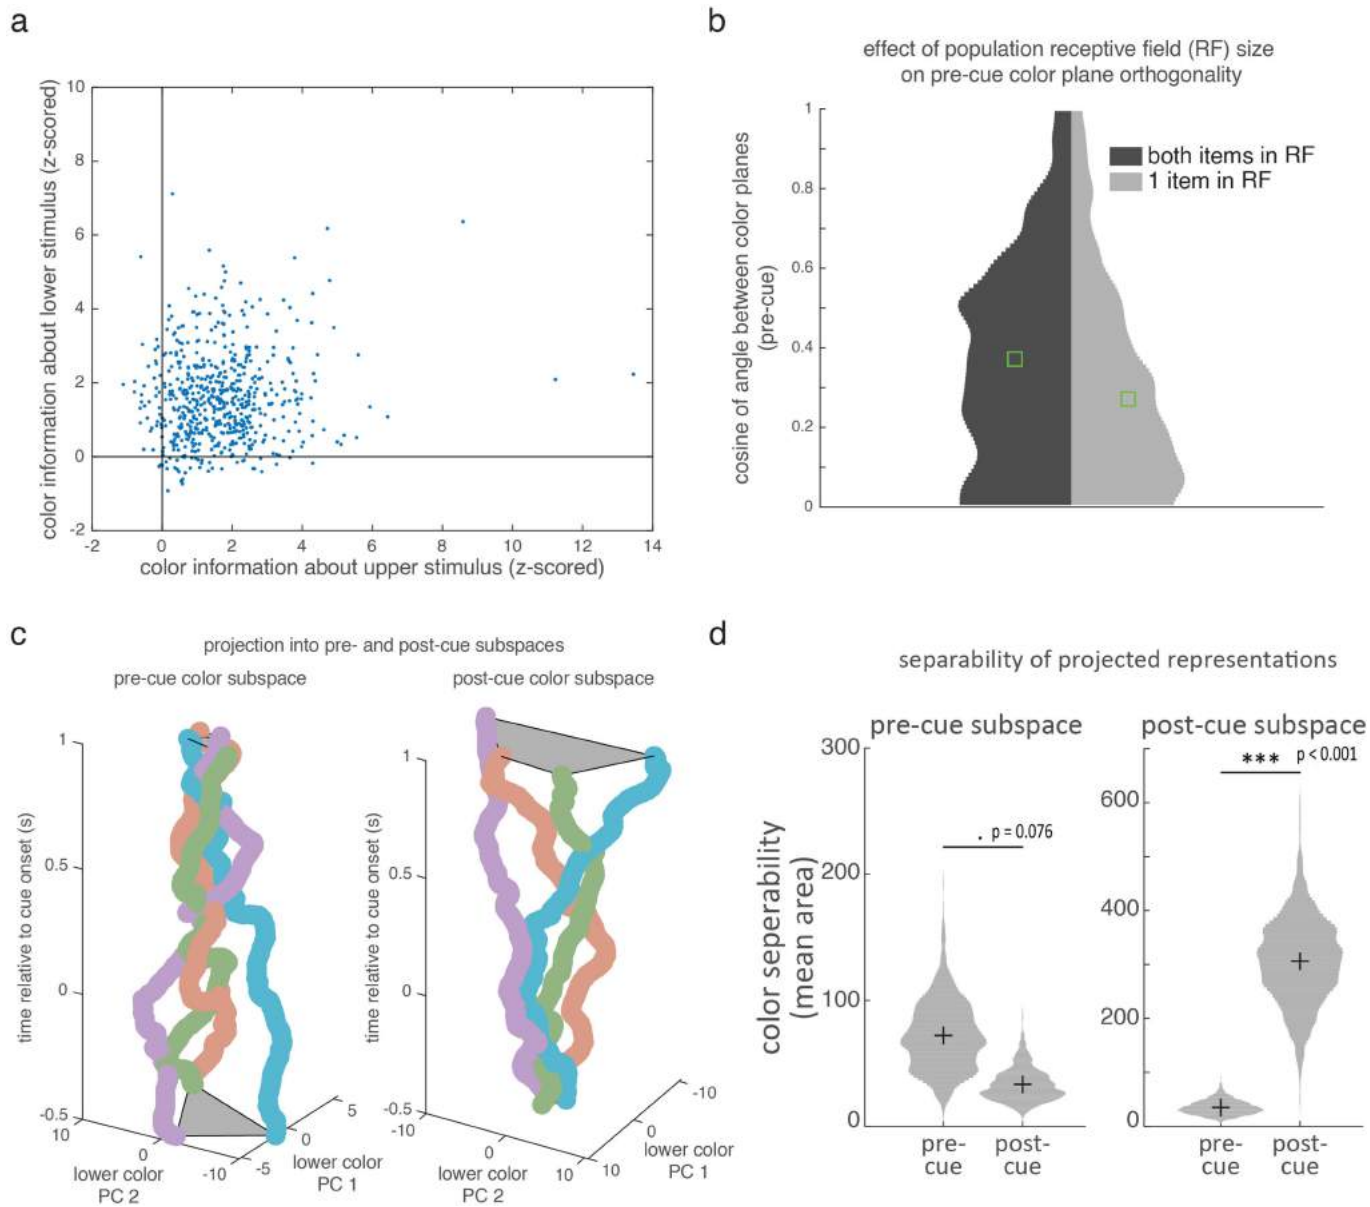 a
color information about lower stimulus (z-scored)
10
8
6
4
2
0
-2
-2 0 2 4 6 8 10 12 14
color information about upper stimulus (z-scored)
b
effect of population receptive field (RF) size
on pre-cue color plane orthogonality
cosine of angle between color planes
(pre-cue)
1
0.8
0.6
0.4
0.2
0
both items in RF
1 item in RF
c
projection into pre- and post-cue subspaces
pre-cue color subspace
time relative to cue onset (s)
1
0.5
0
-0.5
10
0
-10
lower color
PC 2
-5
0
5
lower color
PC 1
post-cue color subspace
time relative to cue onset (s)
1
0.5
0
-0.5
-10
0
10
lower color
PC 2
10
0
-10
lower color
PC 1
d
separability of projected representations
pre-cue subspace
color seperability
(mean area)
300
200
100
0
. p = 0.076
pre-
cue
post-
cue
post-cue subspace
*** p < 0.001
600
400
200
0
pre-
cue
post-
cue